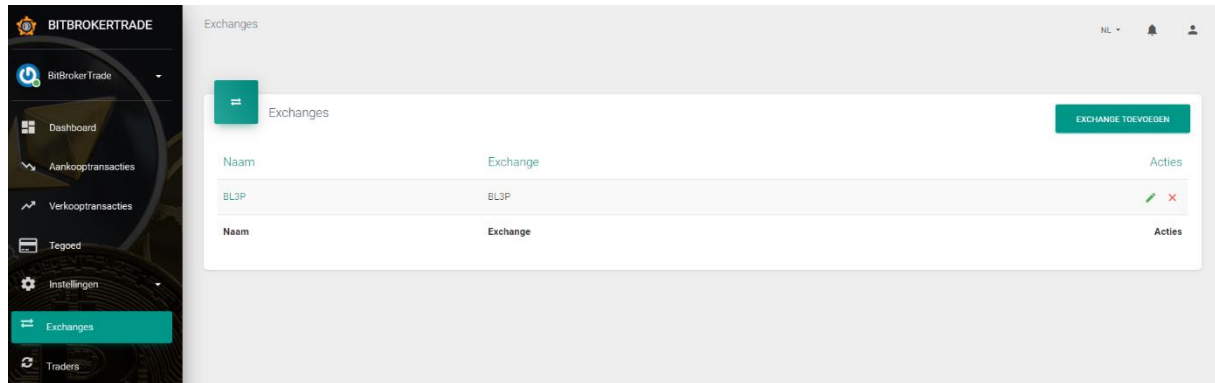 BITBROKERTRADE
BitBrokerTrade
Dashboard
Aankooptransacties
Verkooptransacties
Tegoed
Instellingen
Exchanges
Traders
Exchanges
NL
Exchanges
EXCHANGE TOEVOEGEN
Naam Exchange Acties
BL3P BL3P
Naam Exchange Acties